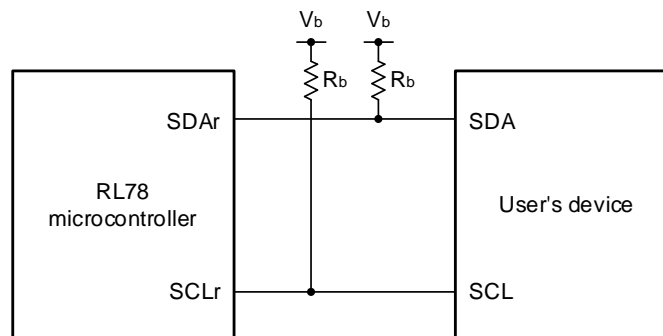 Vb Vb
Rb Rb
SDAr SDA
RL78
microcontroller
User's device
SCLr SCL